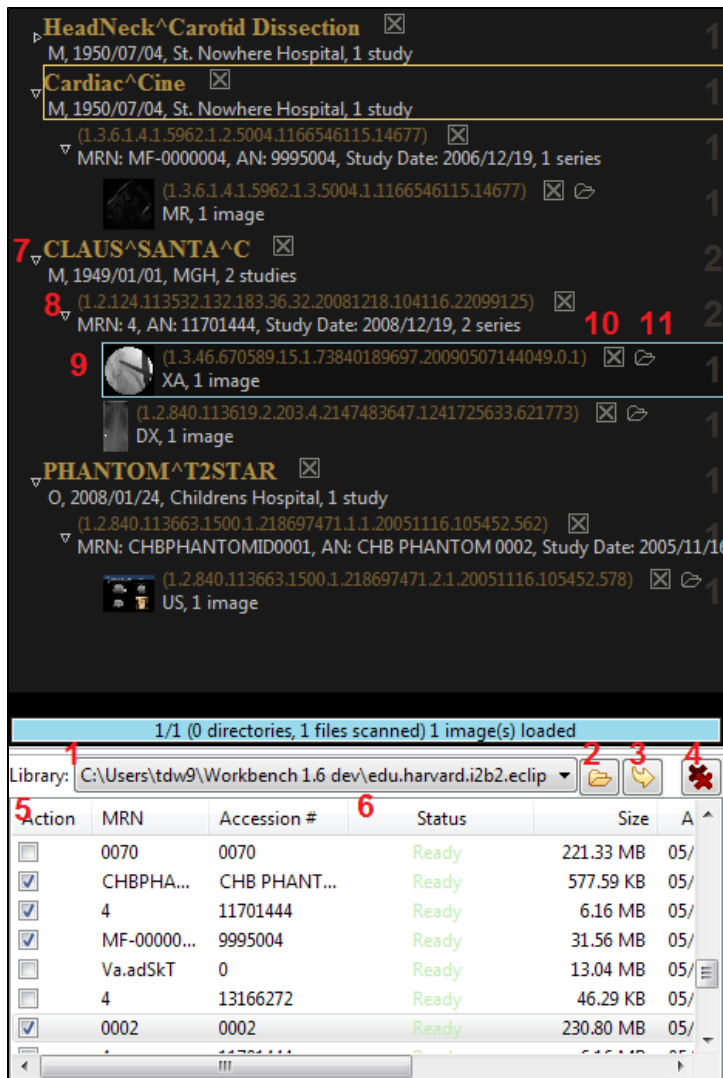 HeadNeck^Carotid Dissection 1
M, 1950/07/04, St. Nowhere Hospital, 1 study
Cardiac^Cine 1
M, 1950/07/04, St. Nowhere Hospital, 1 study
(1.3.6.1.4.1.5962.1.2.5004.1166546115.14677) 1
MRN: MF-0000004, AN: 9995004, Study Date: 2006/12/19, 1 series
(1.3.6.1.4.1.5962.1.3.5004.1.1166546115.14677) 1
MR, 1 image
7 CLAUS^SANTA^C 2
M, 1949/01/01, MGH, 2 studies
8 (1.2.124.113532.132.183.36.32.20081218.104116.22099125) 2
MRN: 4, AN: 11701444, Study Date: 2008/12/19, 2 series 10 11
9 (1.3.46.670589.15.1.73840189697.20090507144049.0.1) 1
XA, 1 image
(1.2.840.113619.2.203.4.2147483647.1241725633.621773) 1
DX, 1 image
PHANTOM^T2STAR 1
O, 2008/01/24, Childrens Hospital, 1 study
(1.2.840.113663.1500.1.218697471.1.1.20051116.105452.562) 1
MRN: CHBPHANTOMID0001, AN: CHB PHANTOM 0002, Study Date: 2005/11/16
(1.2.840.113663.1500.1.218697471.2.1.20051116.105452.578) 1
US, 1 image
1/1 (0 directories, 1 files scanned) 1 image(s) loaded
1 2 3 4
Library: C:\Users\tdw9\Workbench 1.6 dev\edu.harvard.i2b2.eclip
5 6
Action MRN Accession # Status Size A
0070 0070 Ready 221.33 MB 05/
CHBPHA... CHB PHANT... Ready 577.59 KB 05/
4 11701444 Ready 6.16 MB 05/
MF-00000... 9995004 Ready 31.56 MB 05/
Va.adSkT 0 Ready 13.04 MB 05/
4 13166272 Ready 46.29 KB 05/
0002 0002 Ready 230.80 MB 05/